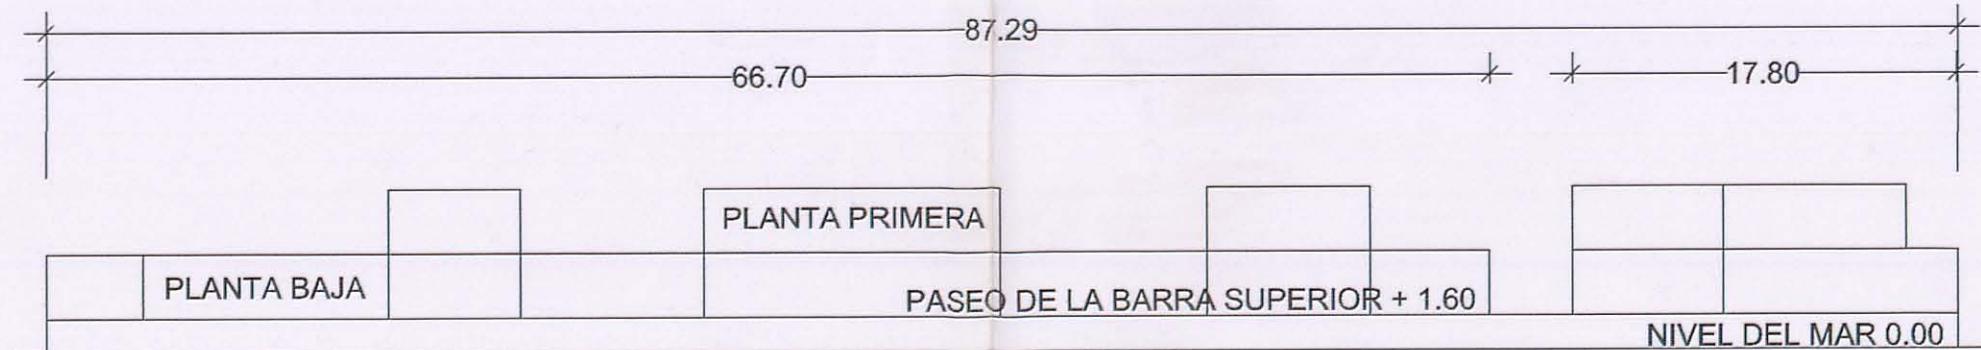 87.29
66.70
17.80
PLANTA PRIMERA
PLANTA BAJA
PASEO DE LA BARRA SUPERIOR + 1.60
NIVEL DEL MAR 0.00